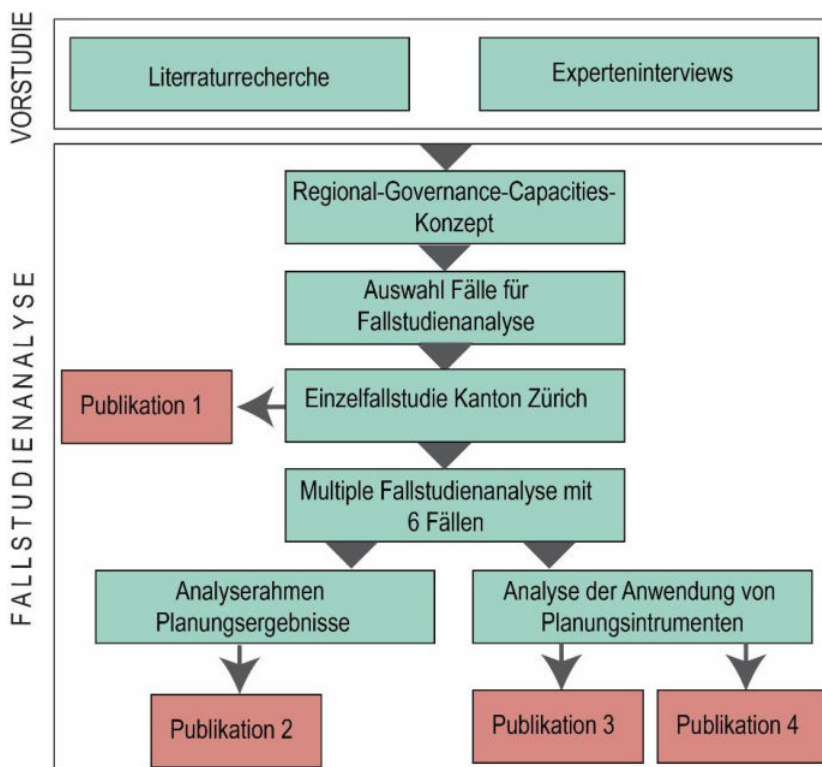 VORSTUDIE
Literraturrecherche
Experteninterviews
FALLSTUDIENANALYSE
Regional-Governance-Capacities-
Konzept
Auswahl Fälle für
Fallstudienanalyse
Einzelfallstudie Kanton Zürich
Publikation 1
Multiple Fallstudienanalyse mit
6 Fällen
Analyserahmen
Planungsergebnisse
Analyse der Anwendung von
Planungsintrumenten
Publikation 2
Publikation 3
Publikation 4